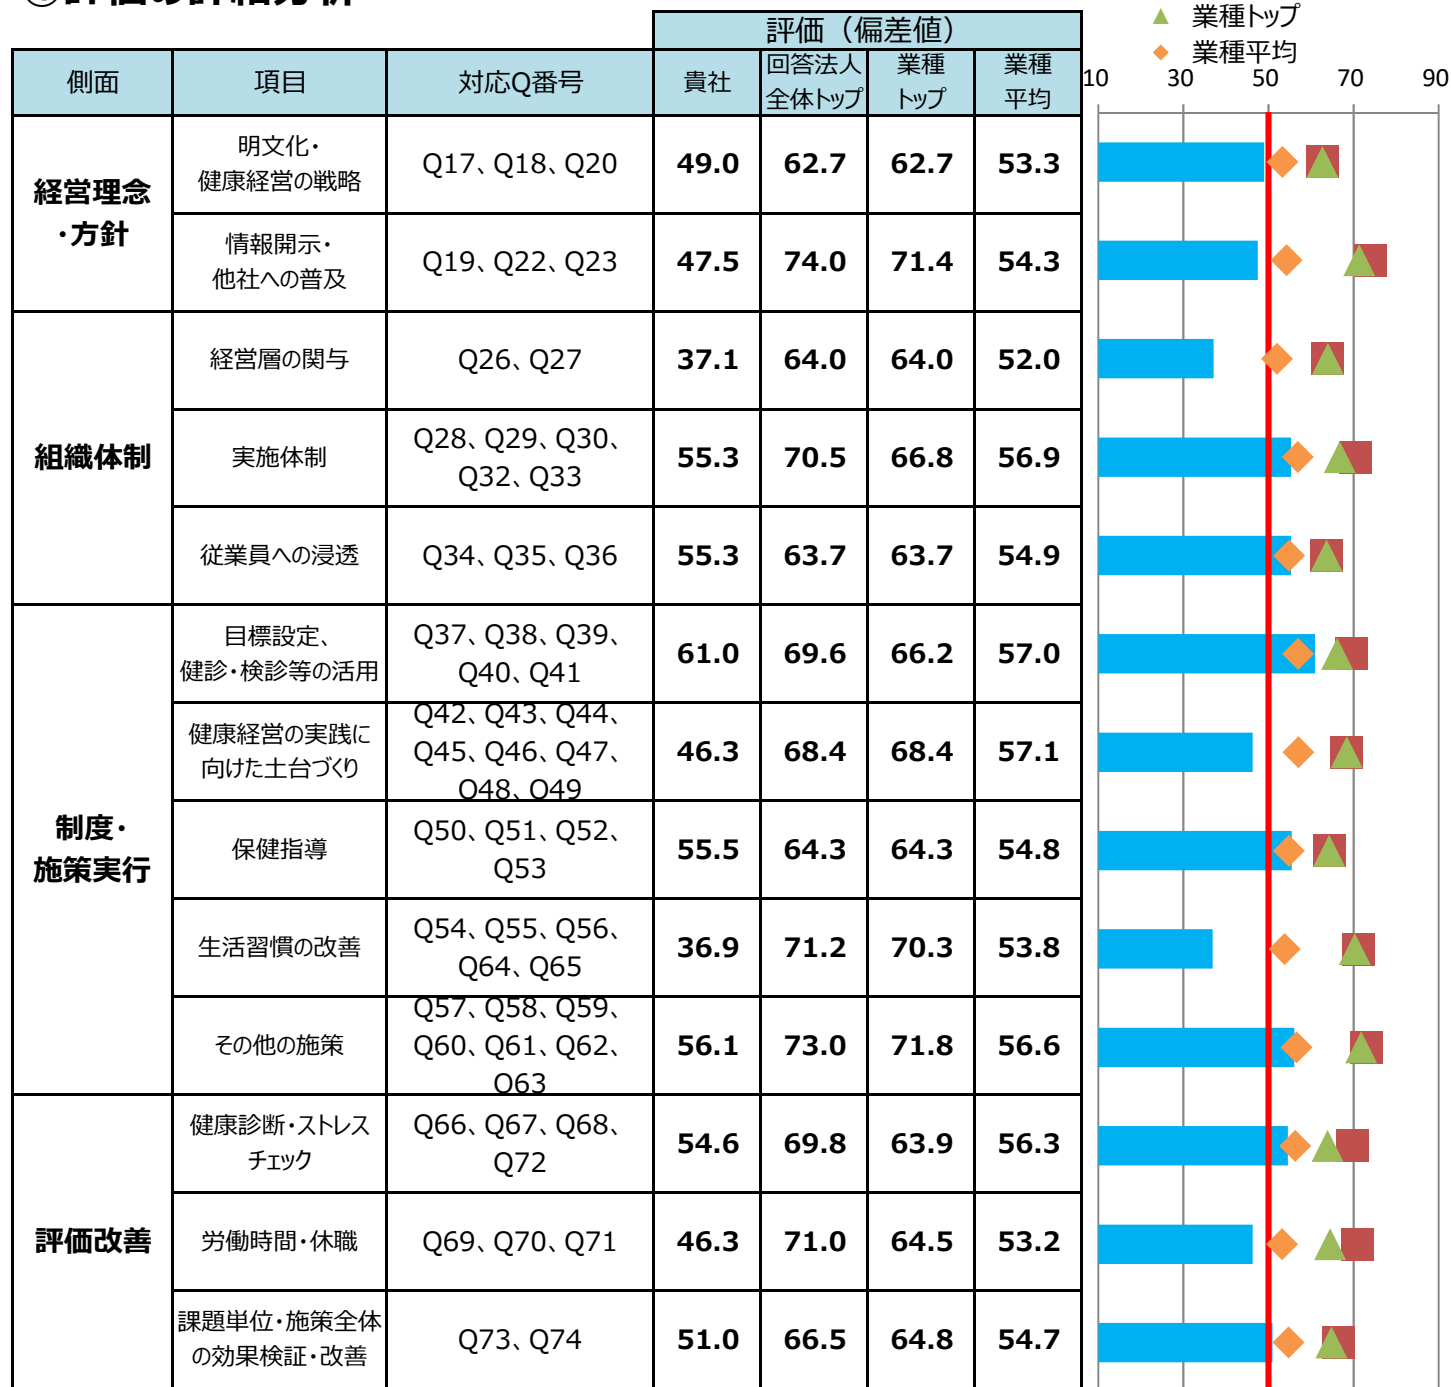 ①評価の詳細分析
▲ 業種トップ
◆ 業種平均
評価（偏差値）
側面 項目 対応Q番号 貴社 回答法人 業種 業種
全体トップ トップ 平均
10 30 50 70 90
経営理念
・方針
明文化・
健康経営の戦略
Q17、Q18、Q20 49.0 62.7 62.7 53.3
情報開示・
他社への普及
Q19、Q22、Q23 47.5 74.0 71.4 54.3
組織体制
経営層の関与 Q26、Q27 37.1 64.0 64.0 52.0
実施体制
Q28、Q29、Q30、
Q32、Q33
55.3 70.5 66.8 56.9
従業員への浸透 Q34、Q35、Q36 55.3 63.7 63.7 54.9
制度・
施策実行
目標設定、
健診・検診等の活用
Q37、Q38、Q39、
Q40、Q41
61.0 69.6 66.2 57.0
健康経営の実践に
向けた土台づくり
Q42、Q43、Q44、
Q45、Q46、Q47、
Q48、Q49
46.3 68.4 68.4 57.1
保健指導
Q50、Q51、Q52、
Q53
55.5 64.3 64.3 54.8
生活習慣の改善
Q54、Q55、Q56、
Q64、Q65
36.9 71.2 70.3 53.8
その他の施策
Q57、Q58、Q59、
Q60、Q61、Q62、
Q63
56.1 73.0 71.8 56.6
評価改善
健康診断・ストレス
チェック
Q66、Q67、Q68、
Q72
54.6 69.8 63.9 56.3
労働時間・休職 Q69、Q70、Q71 46.3 71.0 64.5 53.2
課題単位・施策全体
の効果検証・改善
Q73、Q74 51.0 66.5 64.8 54.7